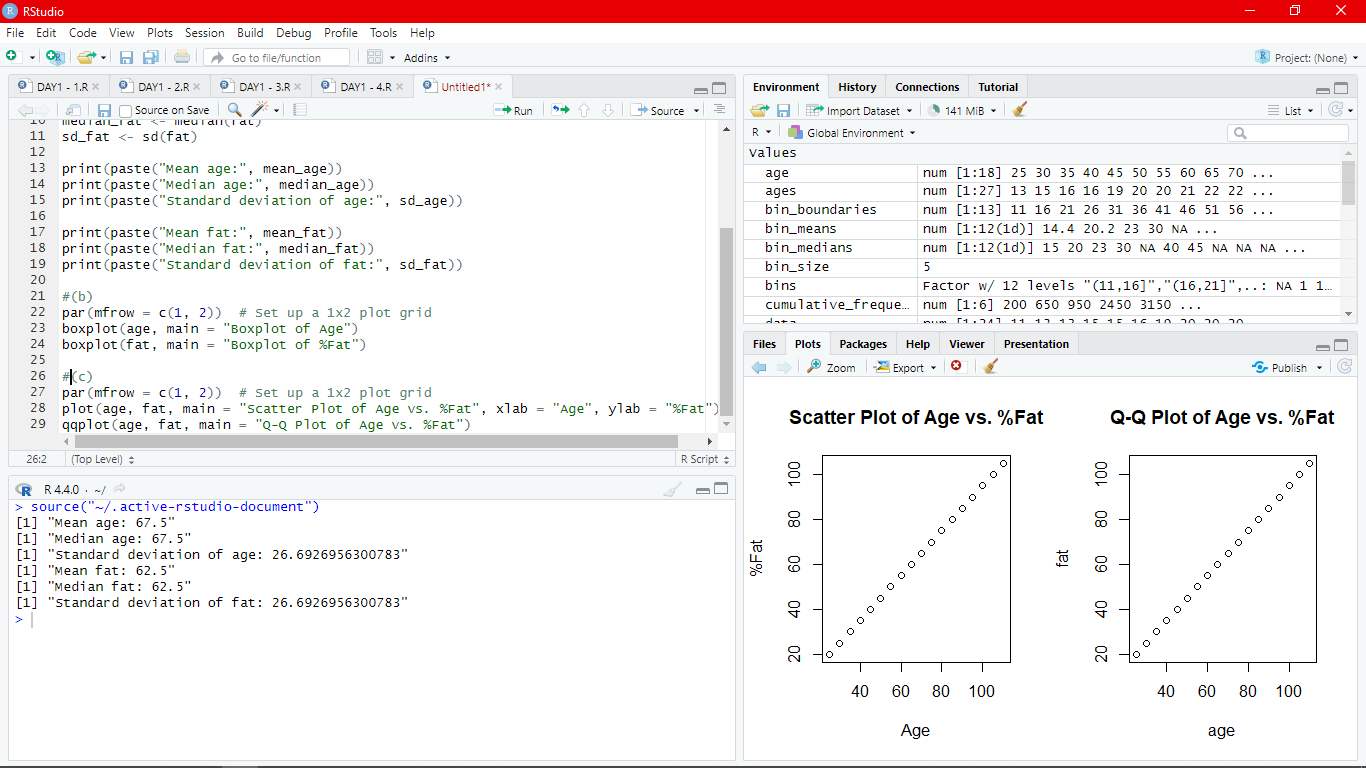 RStudio
File Edit Code View Plots Session Build Debug Profile Tools Help
Go to file/function Addins Project: (None)
DAY1 - 1.R DAY1 - 2.R DAY1 - 3.R DAY1 - 4.R Untitled1*
Source on Save Run Source
10 median_fat <- median(fat)
11 sd_fat <- sd(fat)
12
13 print(paste("Mean age:", mean_age))
14 print(paste("Median age:", median_age))
15 print(paste("Standard deviation of age:", sd_age))
16
17 print(paste("Mean fat:", mean_fat))
18 print(paste("Median fat:", median_fat))
19 print(paste("Standard deviation of fat:", sd_fat))
20
21 #(b)
22 par(mfrow = c(1, 2))  # Set up a 1x2 plot grid
23 boxplot(age, main = "Boxplot of Age")
24 boxplot(fat, main = "Boxplot of %Fat")
25
26 #(c)
27 par(mfrow = c(1, 2))  # Set up a 1x2 plot grid
28 plot(age, fat, main = "Scatter Plot of Age vs. %Fat", xlab = "Age", ylab = "%Fat")
29 qqplot(age, fat, main = "Q-Q Plot of Age vs. %Fat")
26:2 (Top Level) R Script
R R 4.4.0 · ~/
> source("~/.active-rstudio-document")
[1] "Mean age: 67.5"
[1] "Median age: 67.5"
[1] "Standard deviation of age: 26.6926956300783"
[1] "Mean fat: 62.5"
[1] "Median fat: 62.5"
[1] "Standard deviation of fat: 26.6926956300783"
>
Environment History Connections Tutorial
Import Dataset 141 MiB List
R Global Environment
Values
age num [1:18] 25 30 35 40 45 50 55 60 65 70 ...
ages num [1:27] 13 15 16 16 19 20 20 21 22 22 ...
bin_boundaries num [1:13] 11 16 21 26 31 36 41 46 51 56 ...
bin_means num [1:12(1d)] 14.4 20.2 23 30 NA ...
bin_medians num [1:12(1d)] 15 20 23 30 NA 40 45 NA NA NA ...
bin_size 5
bins Factor w/ 12 levels "(11,16]","(16,21]",..: NA 1 1...
cumulative_freque... num [1:6] 200 650 950 2450 3150 ...
data num [1:24] 11 13 13 15 15 16 19 20 20 20
Files Plots Packages Help Viewer Presentation
Zoom Export Publish
Scatter Plot of Age vs. %Fat
%Fat
100
80
60
40
20
40 60 80 100
Age
Q-Q Plot of Age vs. %Fat
fat
100
80
60
40
20
40 60 80 100
age